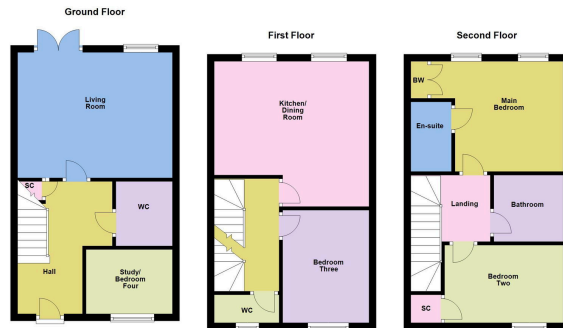 Ground Floor
Living
Room
SC
WC
Hall
Study/
Bedroom
Four
First Floor
Kitchen/
Dining
Room
Bedroom
Three
WC
Second Floor
BW
Main
Bedroom
En-suite
Landing
Bathroom
Bedroom
Two
SC